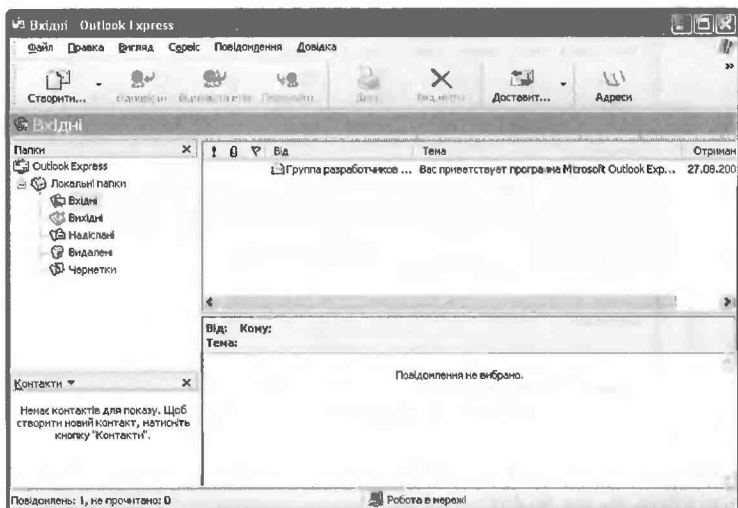 Вхідні Outlook Express
Файл Правка Вигляд Сервіс Повідомлення Довідка
Створити... Доставит... Адреси
Вхідні
Папки
Від Тема Отриман
Outlook Express
Группа разработчиков ... Вас приветствует программа Microsoft Outlook Exp... 27.08.200
Локальні папки
Вхідні
Вихідні
Надіслані
Видалені
Чернетки
Від: Кому:
Тема:
Повідомлення не вибрано.
Контакти
Немає контактів для показу. Щоб
створити новий контакт, натисніть
кнопку "Контакти".
Повідомлень: 1, не прочитано: 0
Робота в мережі